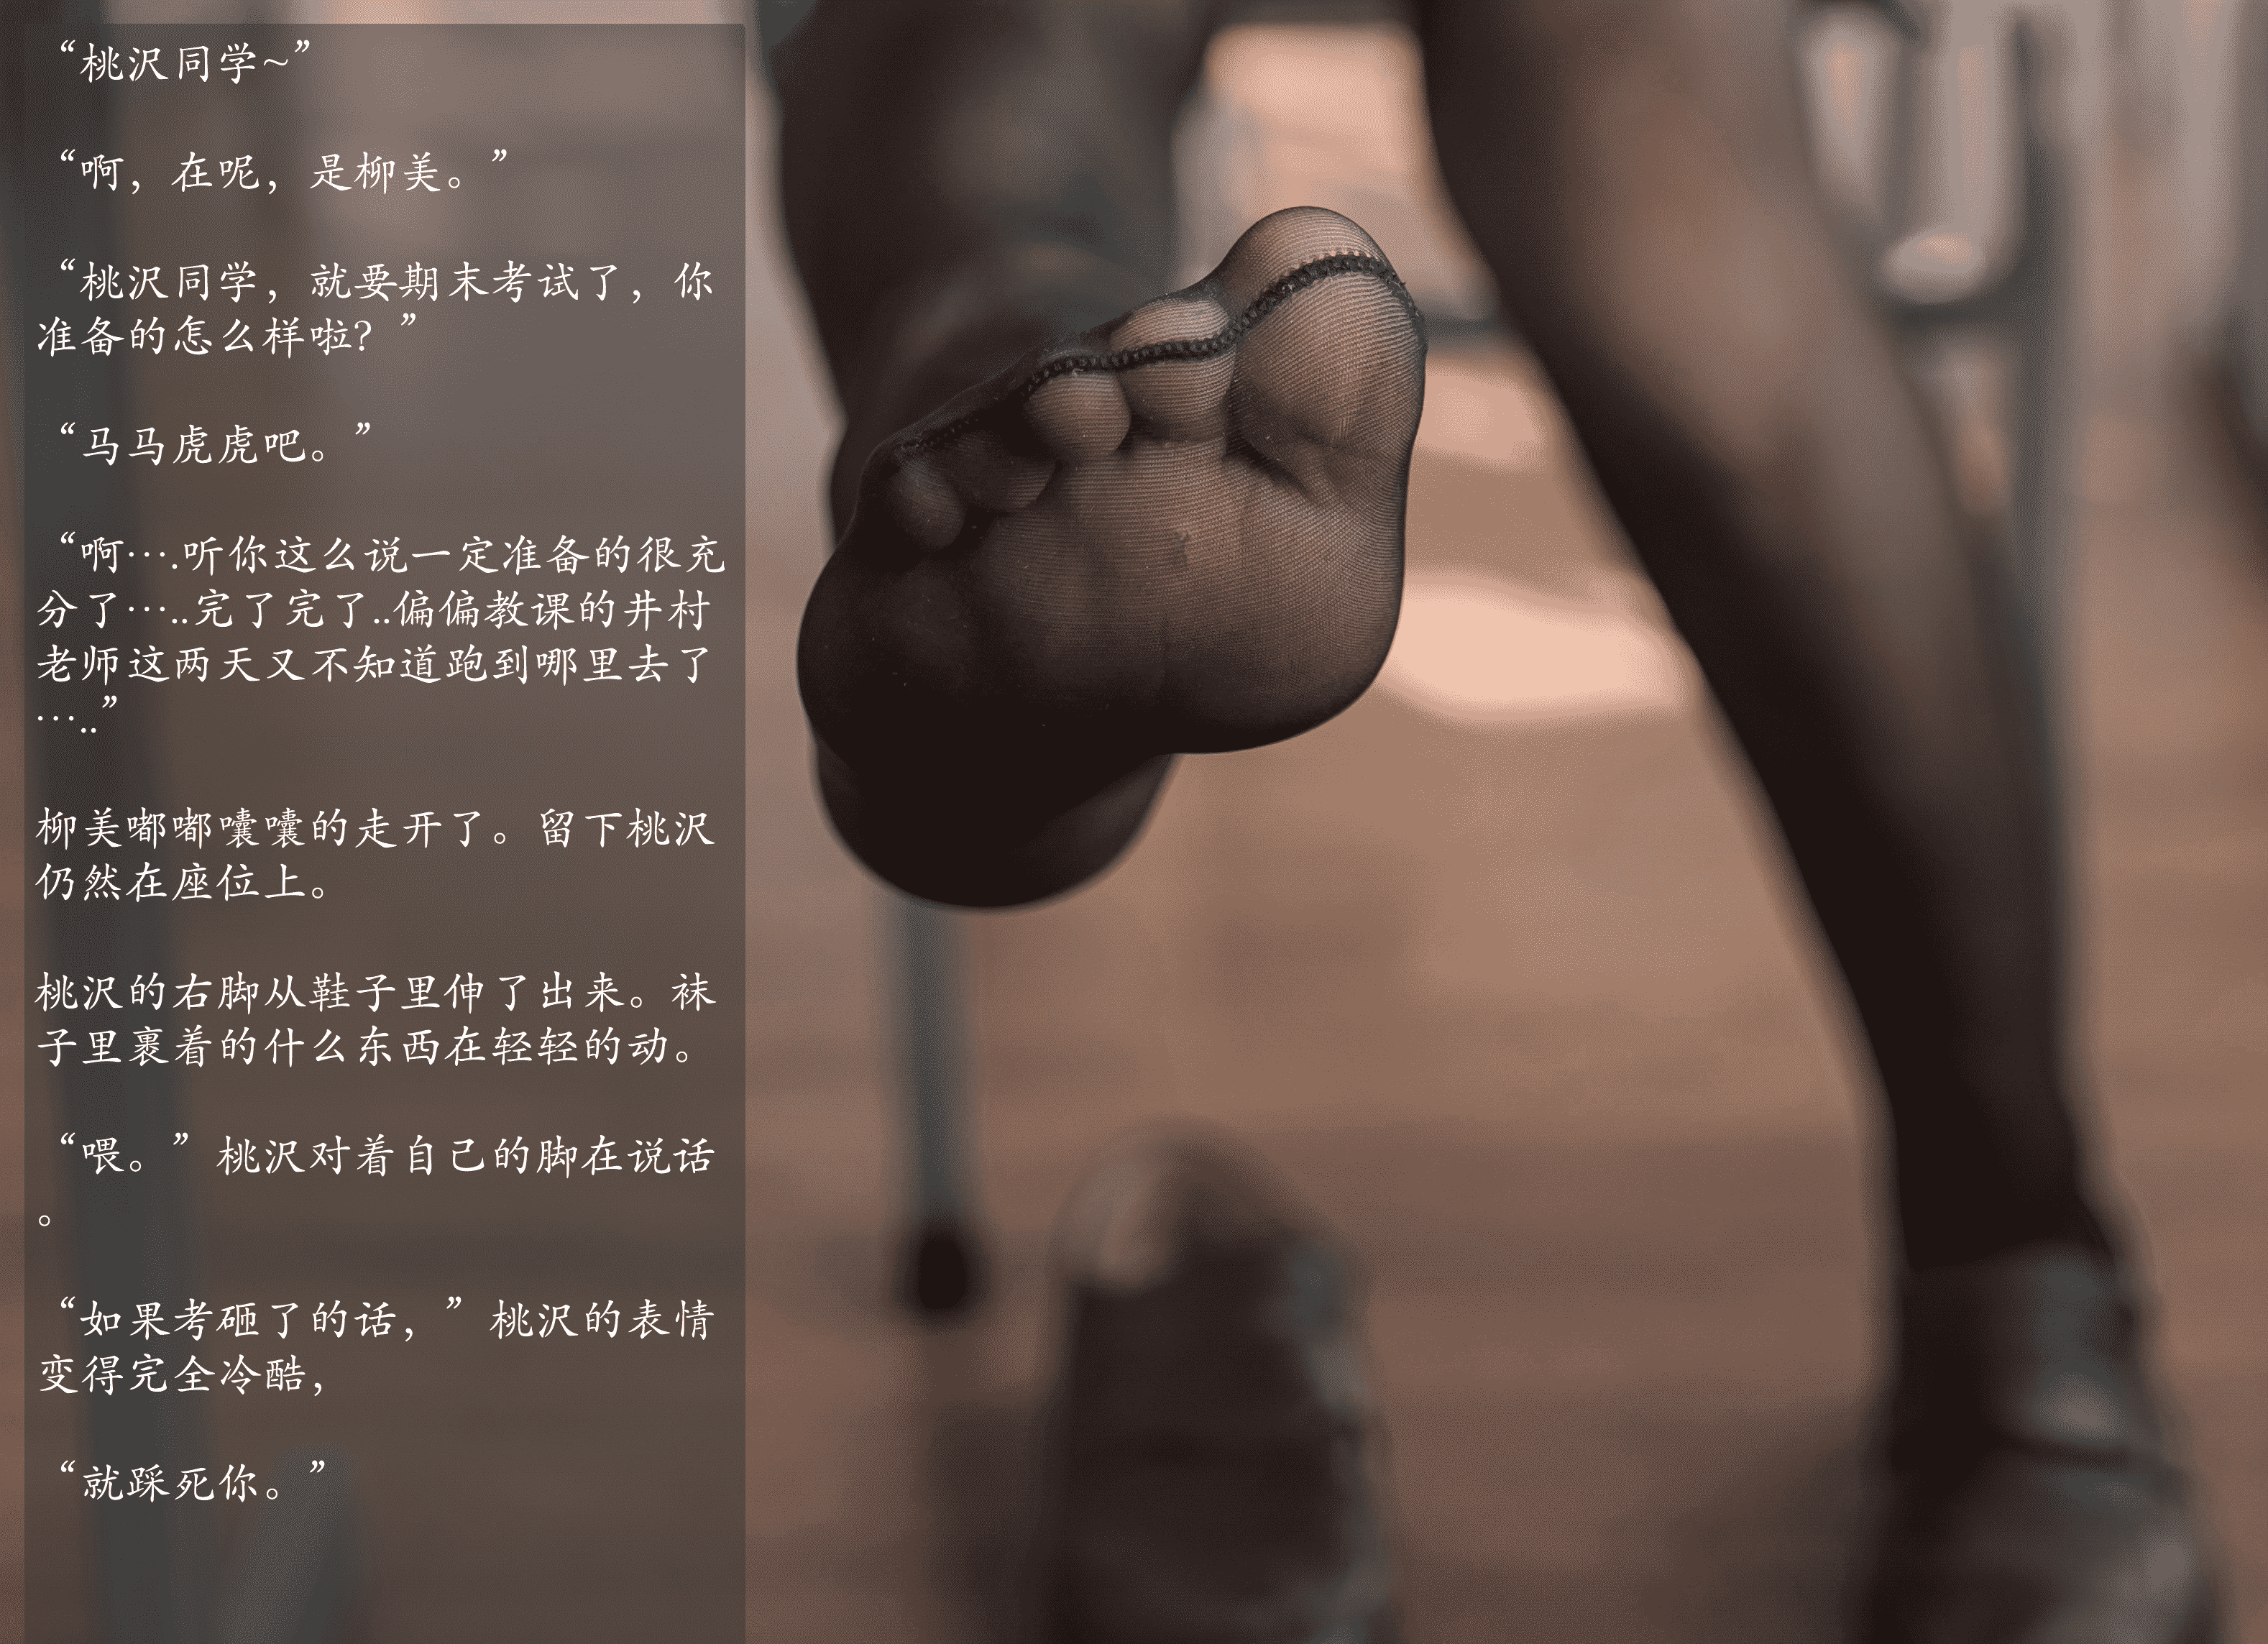 “桃沢同学~”
“啊，在呢，是柳美。”
“桃沢同学，就要期末考试了，你
准备的怎么样啦？”
“马马虎虎吧。”
“啊….听你这么说一定准备的很充
分了…..完了完了..偏偏教课的井村
老师这两天又不知道跑到哪里去了
…..”
柳美嘟嘟囔囔的走开了。留下桃沢
仍然在座位上。
桃沢的右脚从鞋子里伸了出来。袜
子里裹着的什么东西在轻轻的动。
“喂。”桃沢对着自己的脚在说话
。
“如果考砸了的话，”桃沢的表情
变得完全冷酷，
“就踩死你。”